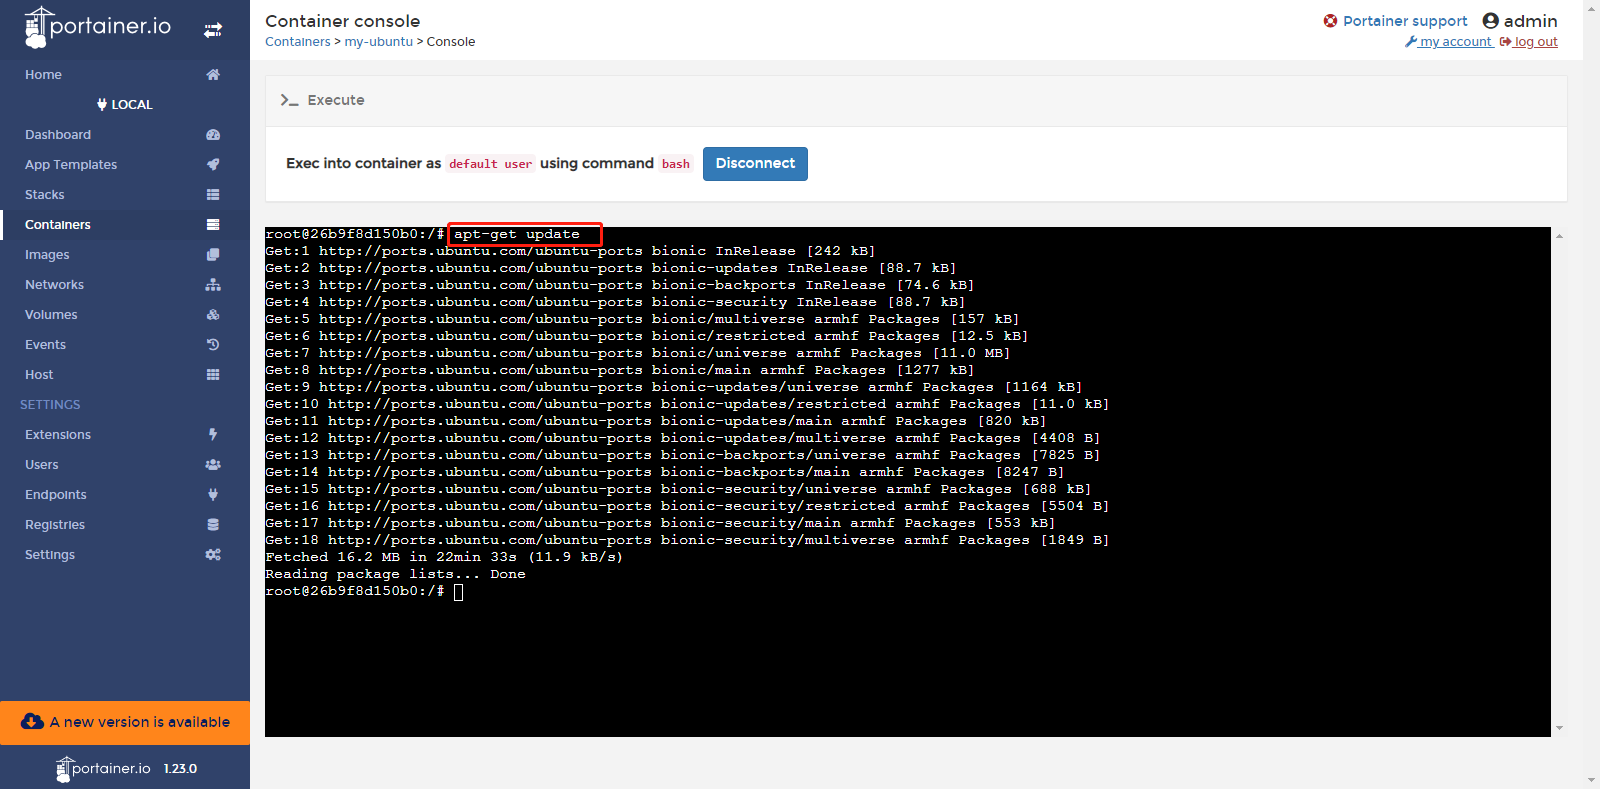 portainer.io
Home
LOCAL
Dashboard
App Templates
Stacks
Containers
Images
Networks
Volumes
Events
Host
SETTINGS
Extensions
Users
Endpoints
Registries
Settings
A new version is available
portainer.io 1.23.0
Container console
Containers > my-ubuntu > Console
Portainer support admin
my account log out
>_ Execute
Exec into container as default user using command bash Disconnect
root@26b9f8d150b0:/# apt-get update
Get:1 http://ports.ubuntu.com/ubuntu-ports bionic InRelease [242 kB]
Get:2 http://ports.ubuntu.com/ubuntu-ports bionic-updates InRelease [88.7 kB]
Get:3 http://ports.ubuntu.com/ubuntu-ports bionic-backports InRelease [74.6 kB]
Get:4 http://ports.ubuntu.com/ubuntu-ports bionic-security InRelease [88.7 kB]
Get:5 http://ports.ubuntu.com/ubuntu-ports bionic/multiverse armhf Packages [157 kB]
Get:6 http://ports.ubuntu.com/ubuntu-ports bionic/restricted armhf Packages [12.5 kB]
Get:7 http://ports.ubuntu.com/ubuntu-ports bionic/universe armhf Packages [11.0 MB]
Get:8 http://ports.ubuntu.com/ubuntu-ports bionic/main armhf Packages [1277 kB]
Get:9 http://ports.ubuntu.com/ubuntu-ports bionic-updates/universe armhf Packages [1164 kB]
Get:10 http://ports.ubuntu.com/ubuntu-ports bionic-updates/restricted armhf Packages [11.0 kB]
Get:11 http://ports.ubuntu.com/ubuntu-ports bionic-updates/main armhf Packages [820 kB]
Get:12 http://ports.ubuntu.com/ubuntu-ports bionic-updates/multiverse armhf Packages [4408 B]
Get:13 http://ports.ubuntu.com/ubuntu-ports bionic-backports/universe armhf Packages [7825 B]
Get:14 http://ports.ubuntu.com/ubuntu-ports bionic-backports/main armhf Packages [8247 B]
Get:15 http://ports.ubuntu.com/ubuntu-ports bionic-security/universe armhf Packages [688 kB]
Get:16 http://ports.ubuntu.com/ubuntu-ports bionic-security/restricted armhf Packages [5504 B]
Get:17 http://ports.ubuntu.com/ubuntu-ports bionic-security/main armhf Packages [553 kB]
Get:18 http://ports.ubuntu.com/ubuntu-ports bionic-security/multiverse armhf Packages [1849 B]
Fetched 16.2 MB in 22min 33s (11.9 kB/s)
Reading package lists... Done
root@26b9f8d150b0:/#